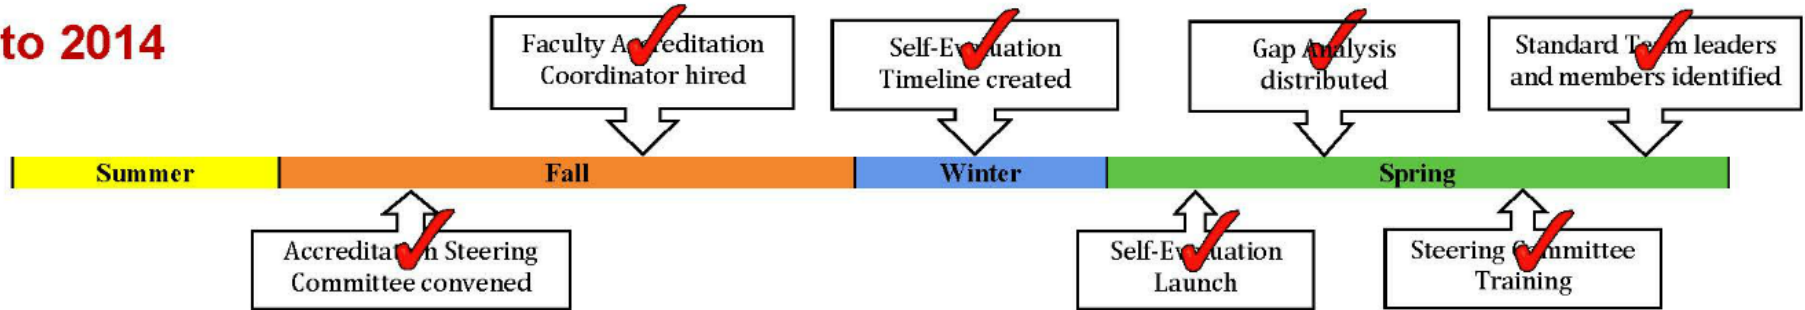 to 2014
Faculty Accreditation
Coordinator hired
Self-Evaluation
Timeline created
Gap Analysis
distributed
Standard Team leaders
and members identified
Summer
Fall
Winter
Spring
Accreditation Steering
Committee convened
Self-Evaluation
Launch
Steering Committee
Training